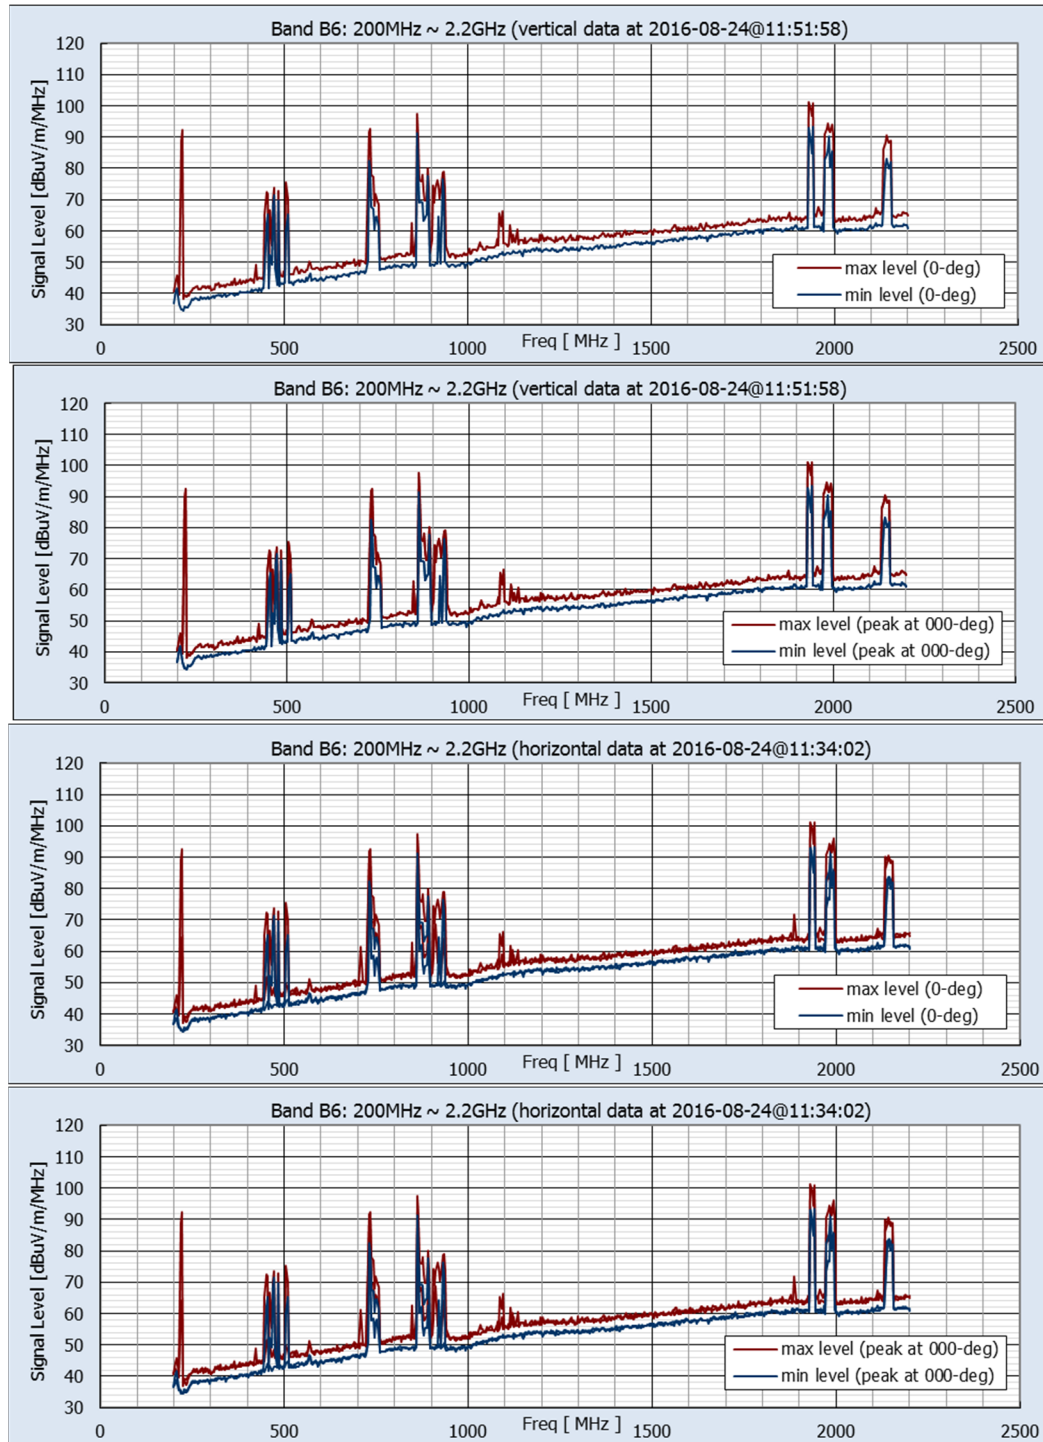 Band B6: 200MHz ~ 2.2GHz (vertical data at 2016-08-24@11:51:58)
Signal Level [dBuV/m/MHz]
120
110
100
90
80
70
60
50
40
30
max level (0-deg)
min level (0-deg)
0 500 1000 1500 2000 2500
Freq [ MHz ]
Band B6: 200MHz ~ 2.2GHz (vertical data at 2016-08-24@11:51:58)
Signal Level [dBuV/m/MHz]
120
110
100
90
80
70
60
50
40
30
max level (peak at 000-deg)
min level (peak at 000-deg)
0 500 1000 1500 2000 2500
Freq [ MHz ]
Band B6: 200MHz ~ 2.2GHz (horizontal data at 2016-08-24@11:34:02)
Signal Level [dBuV/m/MHz]
120
110
100
90
80
70
60
50
40
30
max level (0-deg)
min level (0-deg)
0 500 1000 1500 2000 2500
Freq [ MHz ]
Band B6: 200MHz ~ 2.2GHz (horizontal data at 2016-08-24@11:34:02)
Signal Level [dBuV/m/MHz]
120
110
100
90
80
70
60
50
40
30
max level (peak at 000-deg)
min level (peak at 000-deg)
0 500 1000 1500 2000 2500
Freq [ MHz ]